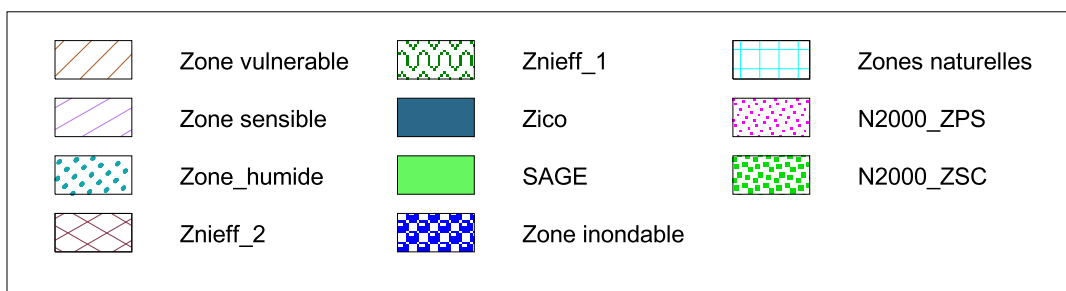 Zone vulnerable
Zone sensible
Zone_humide
Znieff_2
Znieff_1
Zico
SAGE
Zone inondable
Zones naturelles
N2000_ZPS
N2000_ZSC